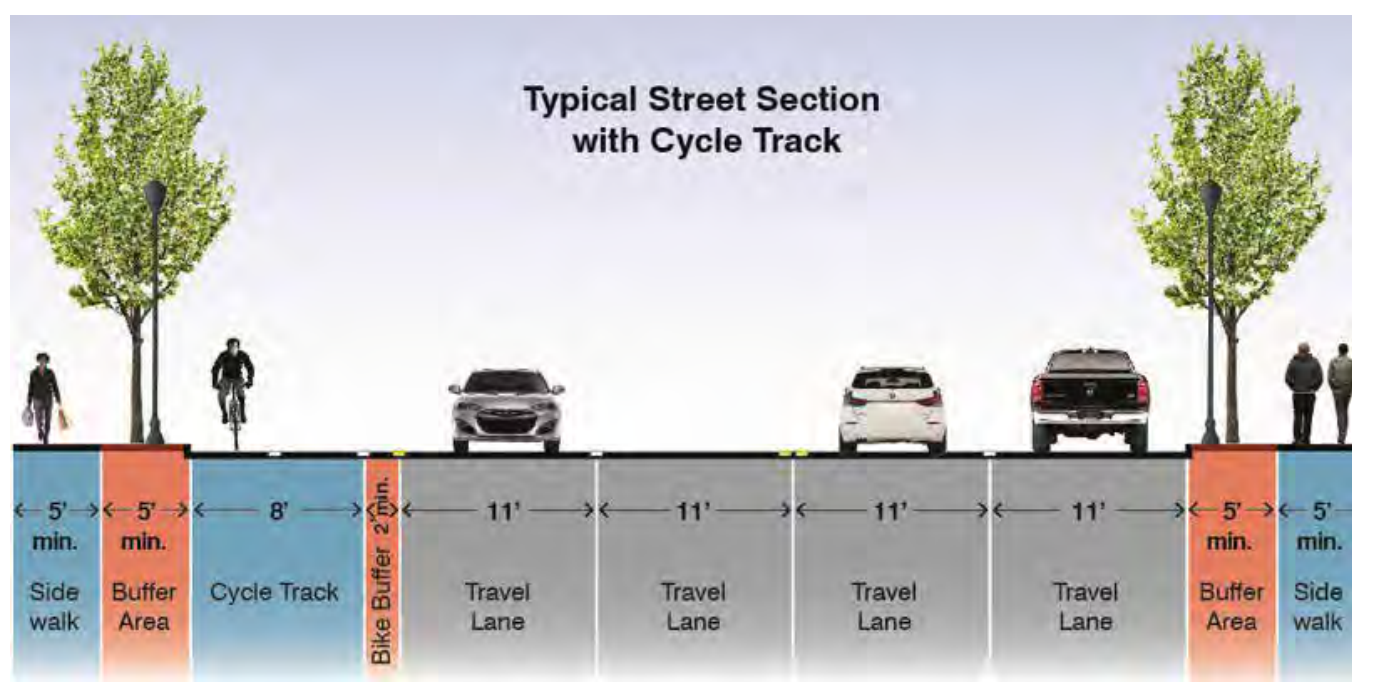 Typical Street Section
with Cycle Track
5' 5' 8' 2' min. 11' 11' 11' 11' 5' 5'
min. min. min. min.
Side Buffer Cycle Track Bike Buffer Travel Travel Travel Travel Buffer Side
walk Area Lane Lane Lane Lane Area walk